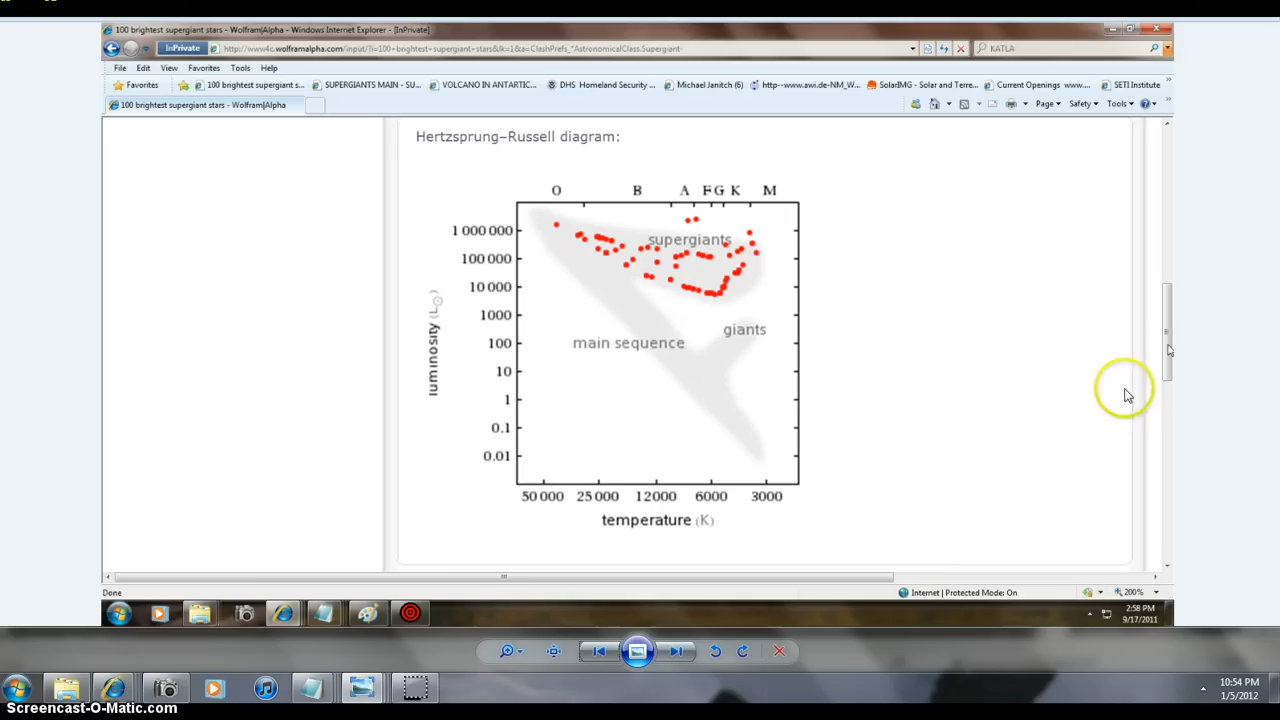 100 brightest supergiant stars - Wolfram|Alpha - Windows Internet Explorer - [InPrivate]
InPrivate http://www4c.wolframalpha.com/input/?i=100+brightest+supergiant+stars&lk=1&a=ClashPrefs_*AstronomicalClass.Supergiant- KATLA
File Edit View Favorites Tools Help
Favorites 100 brightest supergiant s... SUPERGIANTS MAIN - SU... VOLCANO IN ANTARTIC... DHS Homeland Security ... Michael Janitch (6) http--www.awi.de-NM_W... SolarIMG - Solar and Terre... Current Openings www.... SETI Institute
100 brightest supergiant stars - Wolfram|Alpha Page Safety Tools
Hertzsprung–Russell diagram:
O B A F G K M
1 000 000
supergiants
100 000
10 000
1000
giants
100
main sequence
10
1
0.1
0.01
luminosity (L☉)
50 000 25 000 12 000 6000 3000
temperature (K)
Done Internet | Protected Mode: On 200%
2:58 PM
9/17/2011
10:54 PM
1/5/2012
Screencast-O-Matic.com